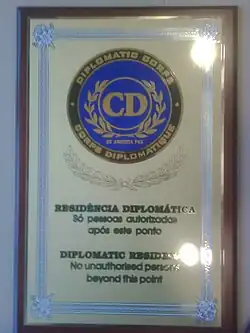 DIPLOMATIC CORPS
CD
CORPS DIPLOMATIQUE
RESIDÊNCIA DIPLOMÁTICA
Só pessoas autorizadas
após este ponto
DIPLOMATIC
No unauthorised persons
beyond this point